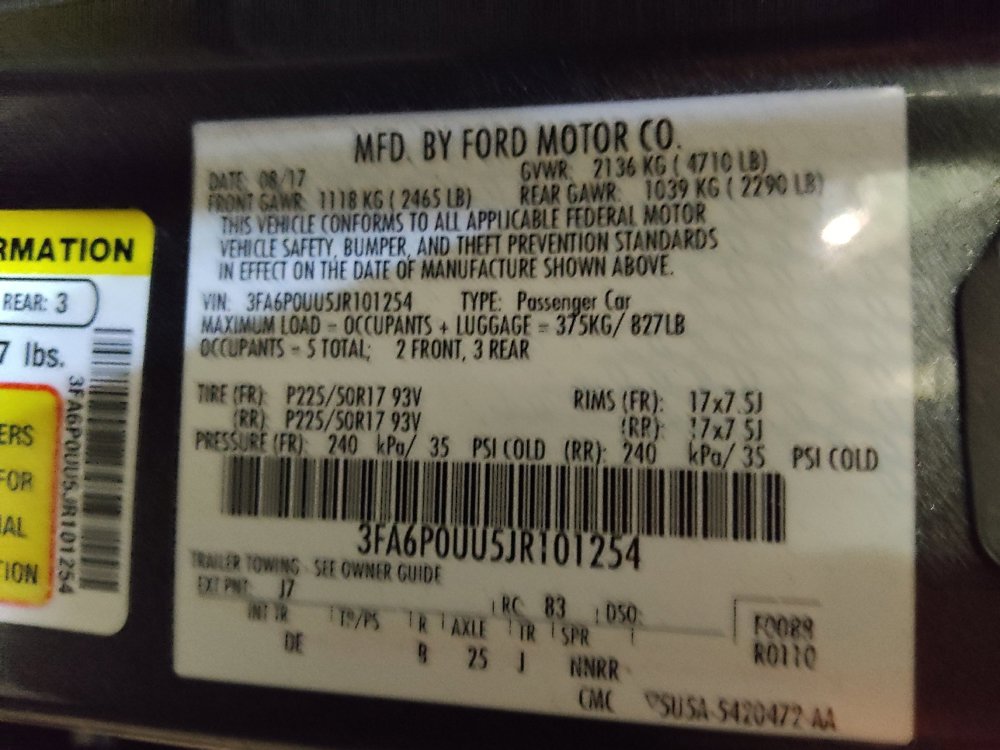 MFD. BY FORD MOTOR CO.
DATE: 08/17 GVWR: 2136 KG ( 4710 LB)
FRONT GAWR: 1118 KG ( 2465 LB) REAR GAWR: 1039 KG ( 2290 LB)
THIS VEHICLE CONFORMS TO ALL APPLICABLE FEDERAL MOTOR
VEHICLE SAFETY, BUMPER, AND THEFT PREVENTION STANDARDS
IN EFFECT ON THE DATE OF MANUFACTURE SHOWN ABOVE.
VIN: 3FA6P0UU5JR101254 TYPE: Passenger Car
MAXIMUM LOAD = OCCUPANTS + LUGGAGE = 375KG/ 827LB
OCCUPANTS = 5 TOTAL; 2 FRONT, 3 REAR
TIRE (FR): P225/50R17 93V RIMS (FR): 17x7.5J
(RR): P225/50R17 93V (RR): 17x7.5J
PRESSURE (FR): 240 kPa/ 35 PSI COLD (RR): 240 kPa/ 35 PSI COLD
3FA6P0UU5JR101254
TRAILER TOWING - SEE OWNER GUIDE
EXT PNT: J7 RC: 83 DSO:
INT TR TP/PS R AXLE TR SPR F0088
DE B 25 J NNRR R0110
CMC 5U5A-5420472-AA
RMATION
REAR: 3
7 lbs.
ERS
FOR
IAL
TION
3FA6P0UU5JR101254